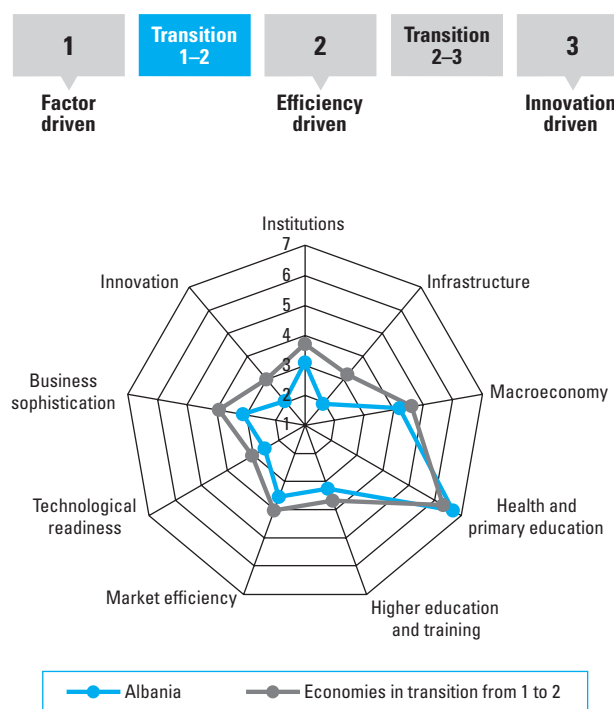 1
Transition
1–2
2
Transition
2–3
3
Factor
driven
Efficiency
driven
Innovation
driven
Institutions
7
Innovation
6
Infrastructure
5
4
3
Business
sophistication
Macroeconomy
2
1
Technological
readiness
Health and
primary education
Market efficiency
Higher education
and training
Albania
Economies in transition from 1 to 2